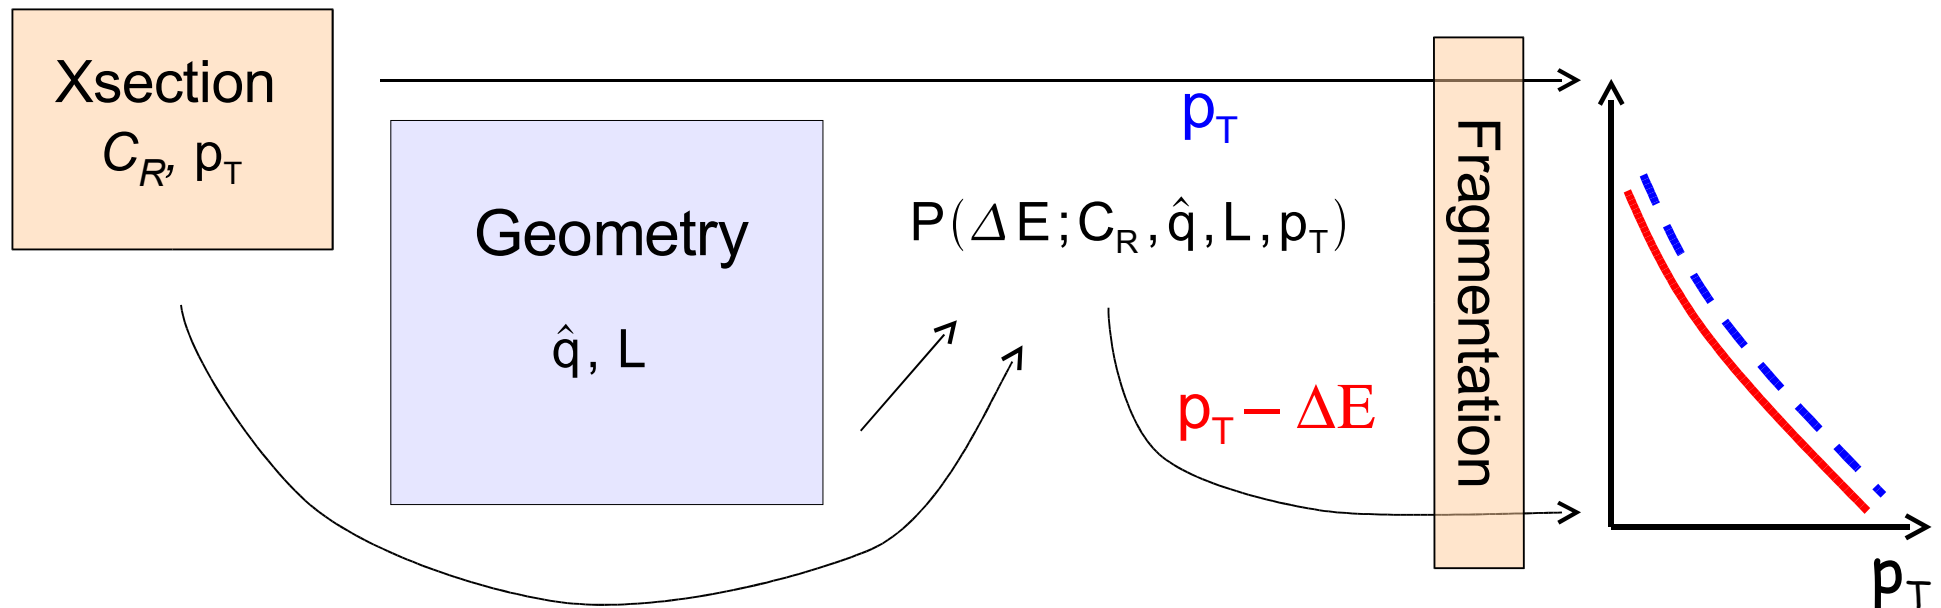 Xsection
C_R, p_T
Geometry
q̂, L
p_T
P(ΔE; C_R, q̂, L, p_T)
p_T − ΔE
Fragmentation
p_T